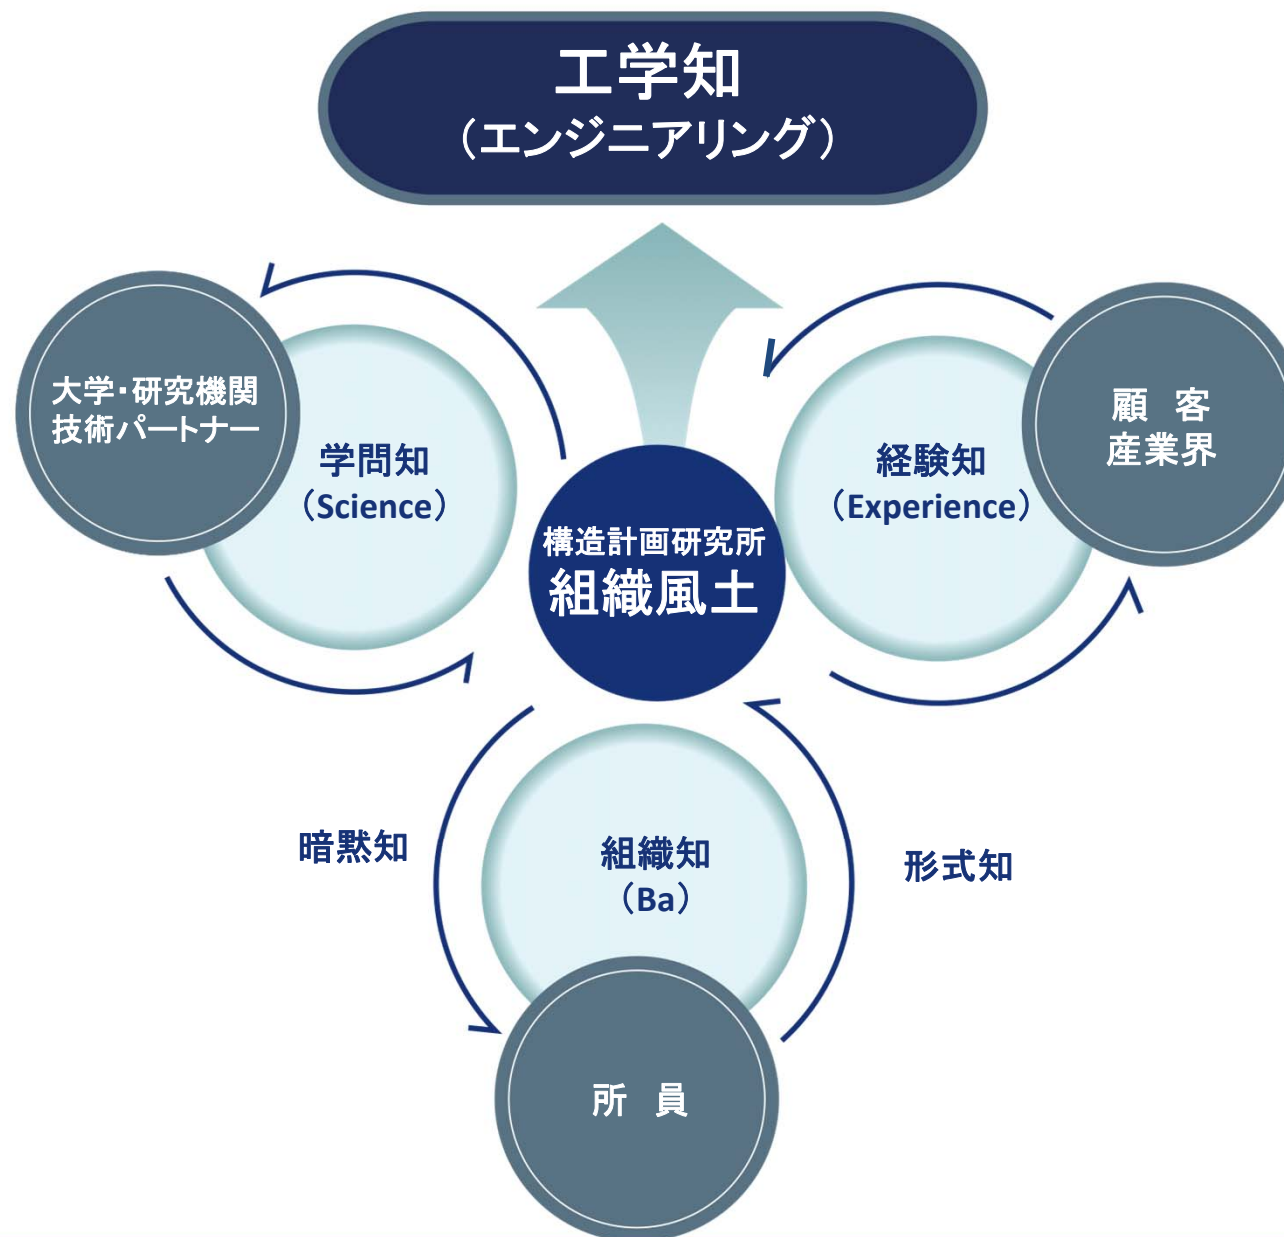 工学知
（エンジニアリング）
大学・研究機関
技術パートナー
学問知
（Science）
経験知
（Experience）
顧　客
産業界
構造計画研究所
組織風土
暗黙知
組織知
（Ba）
形式知
所　員